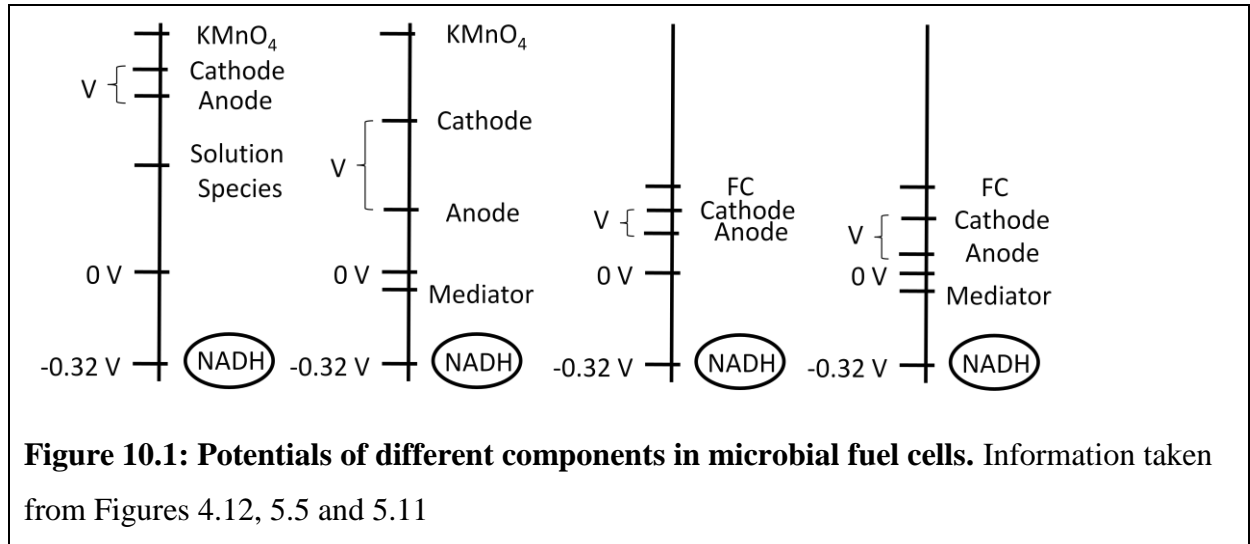 KMnO4
Cathode
Anode
V
Solution
Species
0 V
-0.32 V
NADH
KMnO4
Cathode
V
Anode
0 V
Mediator
-0.32 V
NADH
FC
Cathode
Anode
V
0 V
-0.32 V
NADH
FC
Cathode
V
Anode
0 V
Mediator
-0.32 V
NADH
Figure 10.1: Potentials of different components in microbial fuel cells. Information taken
from Figures 4.12, 5.5 and 5.11